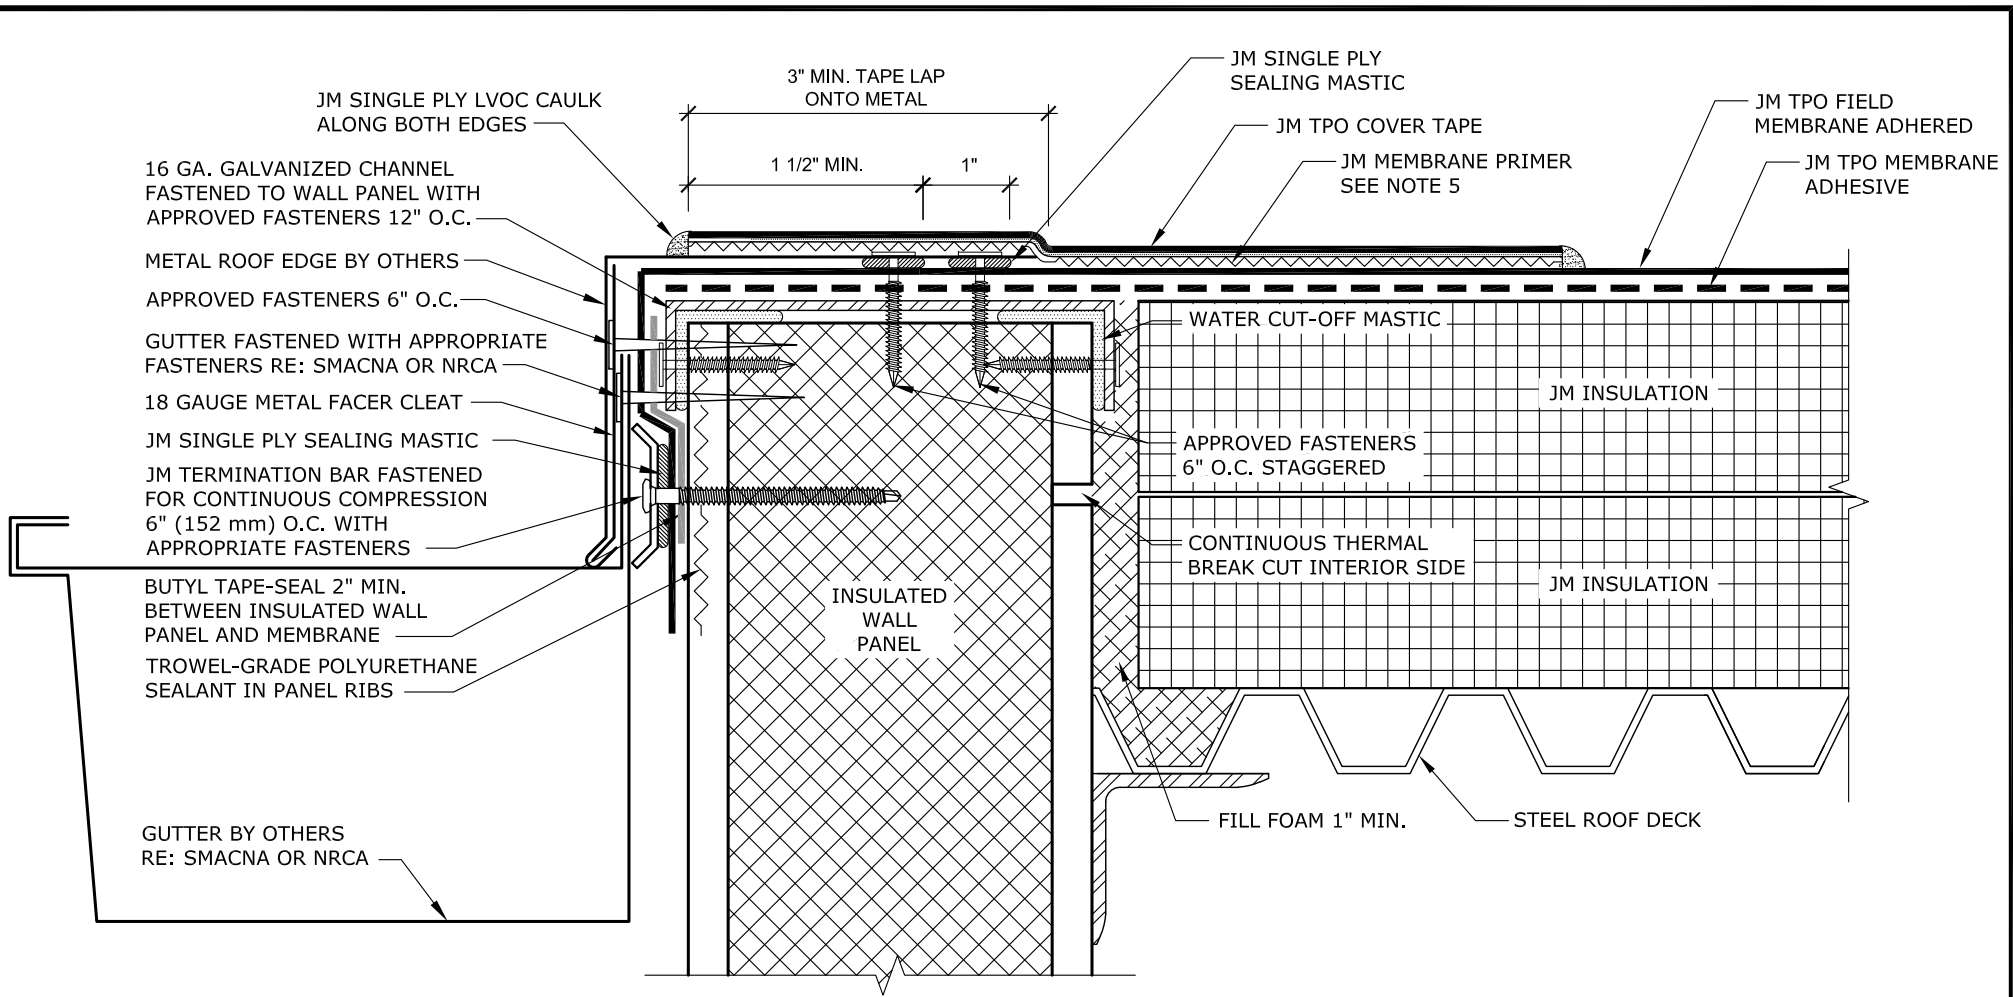 JM SINGLE PLY LVOC CAULK
ALONG BOTH EDGES
16 GA. GALVANIZED CHANNEL
FASTENED TO WALL PANEL WITH
APPROVED FASTENERS 12" O.C.
METAL ROOF EDGE BY OTHERS
APPROVED FASTENERS 6" O.C.
GUTTER FASTENED WITH APPROPRIATE
FASTENERS RE: SMACNA OR NRCA
18 GAUGE METAL FACER CLEAT
JM SINGLE PLY SEALING MASTIC
JM TERMINATION BAR FASTENED
FOR CONTINUOUS COMPRESSION
6" (152 mm) O.C. WITH
APPROPRIATE FASTENERS
BUTYL TAPE-SEAL 2" MIN.
BETWEEN INSULATED WALL
PANEL AND MEMBRANE
TROWEL-GRADE POLYURETHANE
SEALANT IN PANEL RIBS
GUTTER BY OTHERS
RE: SMACNA OR NRCA
3" MIN. TAPE LAP
ONTO METAL
1 1/2" MIN.
1"
JM SINGLE PLY
SEALING MASTIC
JM TPO COVER TAPE
JM MEMBRANE PRIMER
SEE NOTE 5
JM TPO FIELD
MEMBRANE ADHERED
JM TPO MEMBRANE
ADHESIVE
WATER CUT-OFF MASTIC
JM INSULATION
APPROVED FASTENERS
6" O.C. STAGGERED
CONTINUOUS THERMAL
BREAK CUT INTERIOR SIDE
JM INSULATION
INSULATED
WALL
PANEL
FILL FOAM 1" MIN.
STEEL ROOF DECK